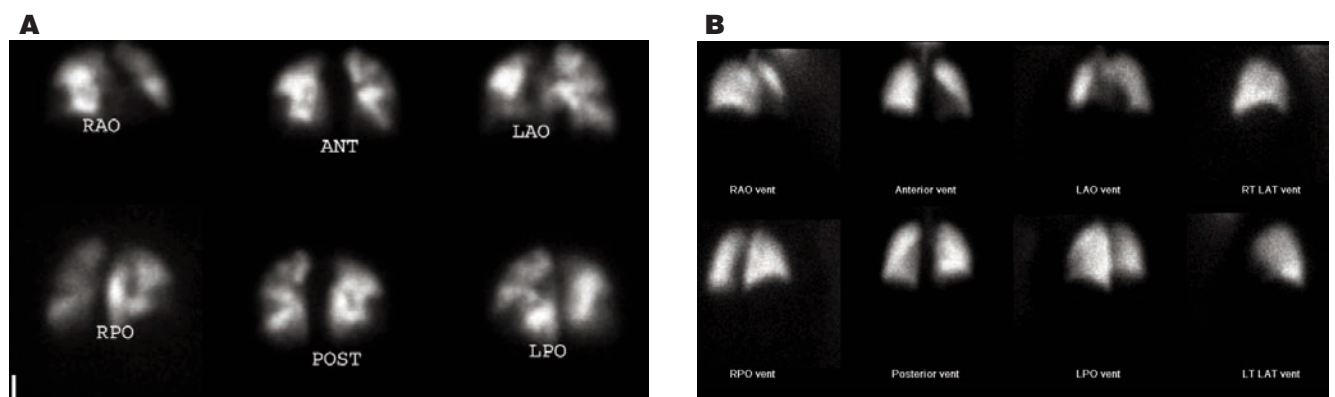 A
RAO
ANT
LAO
RPO
POST
LPO
B
RAO vent
Anterior vent
LAO vent
RT LAT vent
RPO vent
Posterior vent
LPO vent
LT LAT vent